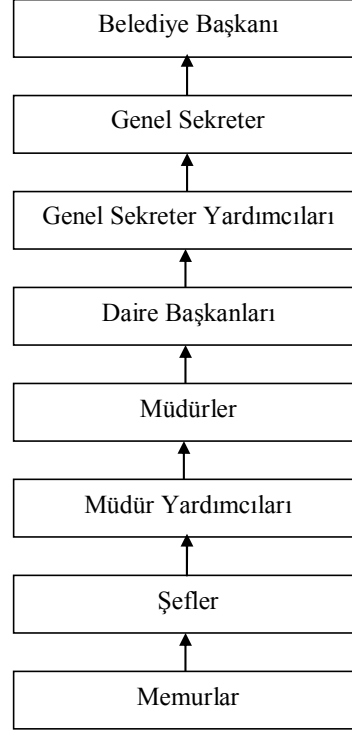 Belediye Başkanı
Genel Sekreter
Genel Sekreter Yardımcıları
Daire Başkanları
Müdürler
Müdür Yardımcıları
Şefler
Memurlar